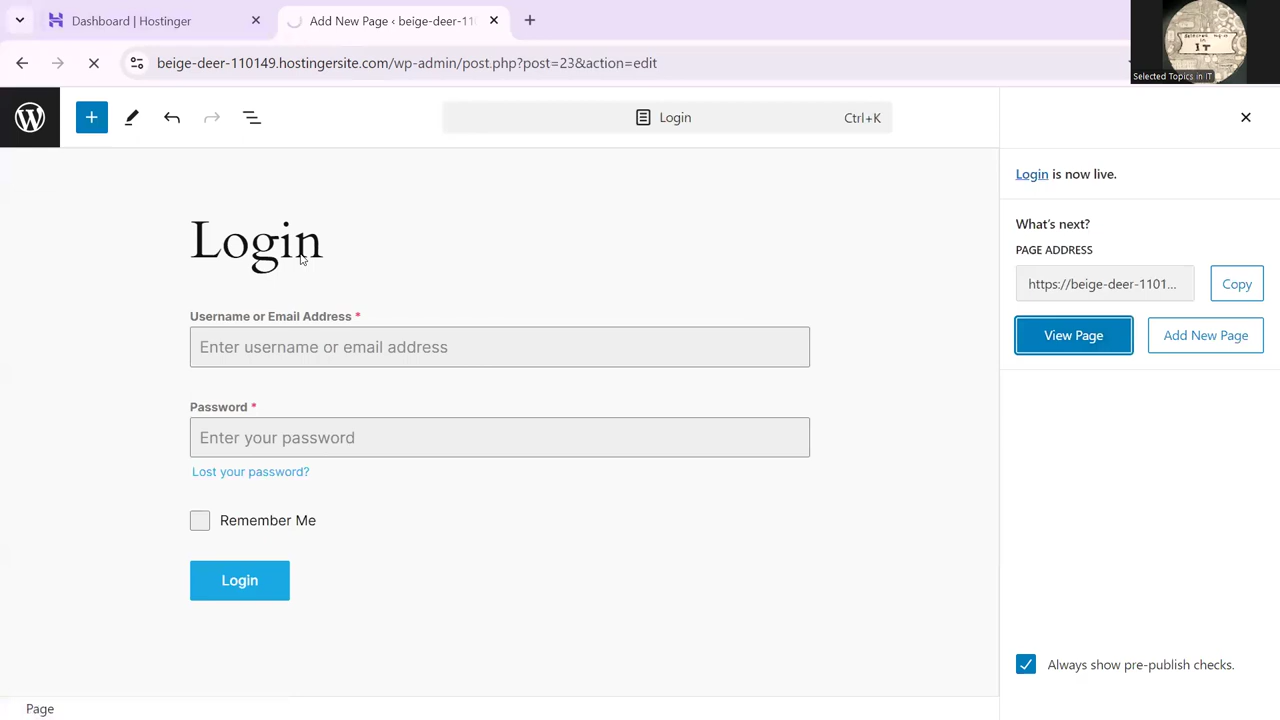 Dashboard | Hostinger
Add New Page ‹ beige-deer-110
beige-deer-110149.hostingersite.com/wp-admin/post.php?post=23&action=edit
IT
Selected Topics in IT
Login
Ctrl+K
Login is now live.
What's next?
PAGE ADDRESS
https://beige-deer-1101...
Copy
View Page
Add New Page
Login
Username or Email Address *
Enter username or email address
Password *
Enter your password
Lost your password?
Remember Me
Login
Always show pre-publish checks.
Page